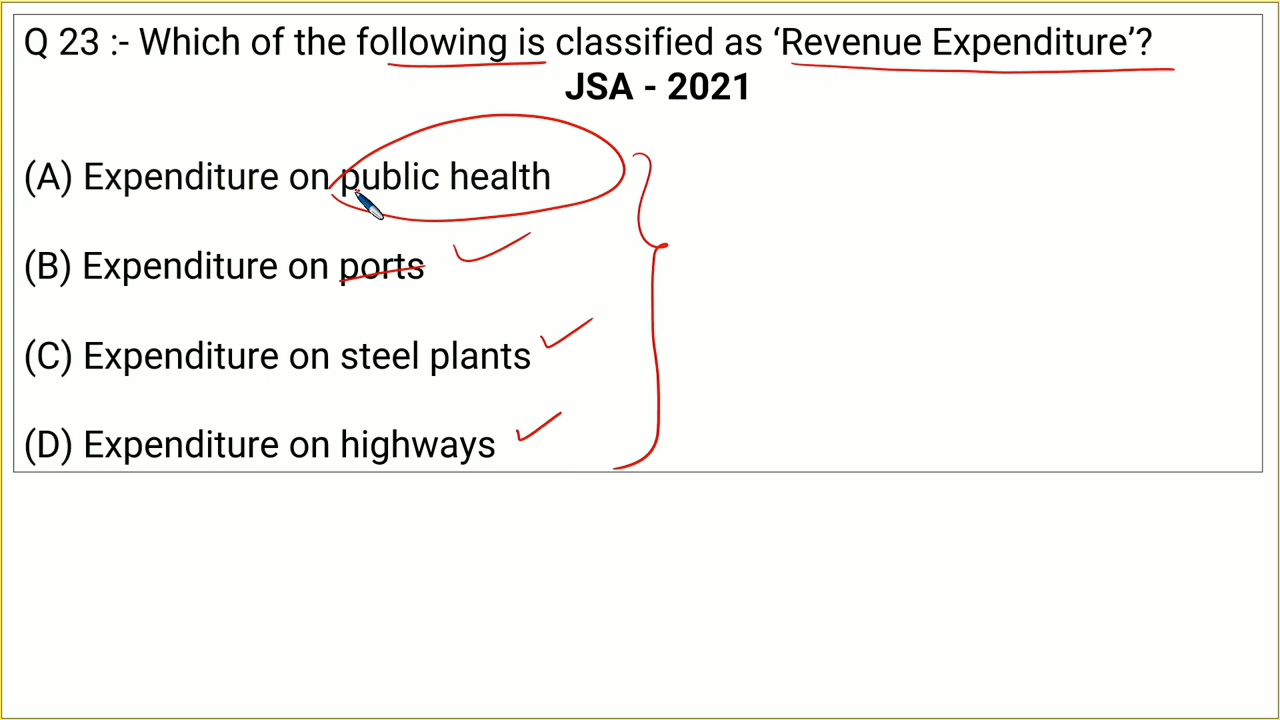 Q 23 :- Which of the following is classified as ‘Revenue Expenditure’?
JSA - 2021
(A) Expenditure on public health
(B) Expenditure on ports
(C) Expenditure on steel plants
(D) Expenditure on highways